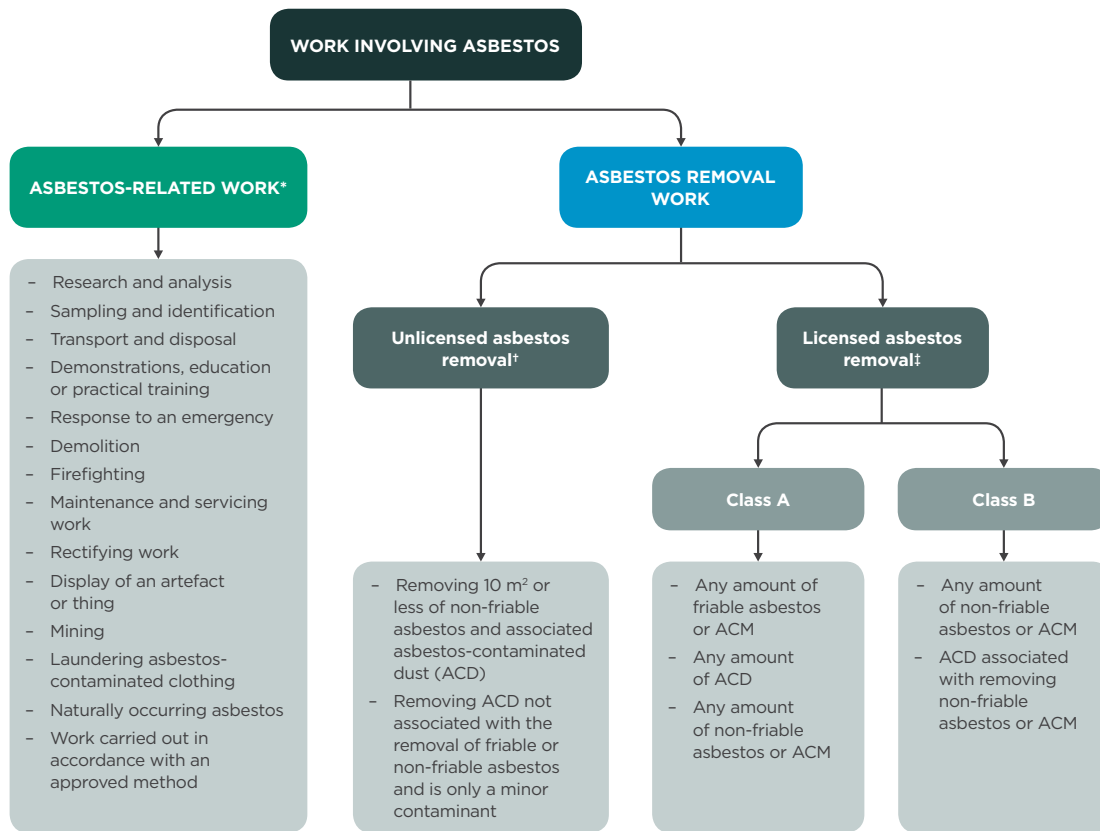 WORK INVOLVING ASBESTOS
ASBESTOS-RELATED WORK*
– Research and analysis
– Sampling and identification
– Transport and disposal
– Demonstrations, education
or practical training
– Response to an emergency
– Demolition
– Firefighting
– Maintenance and servicing
work
– Rectifying work
– Display of an artefact
or thing
– Mining
– Laundering asbestos-
contaminated clothing
– Naturally occurring asbestos
– Work carried out in
accordance with an
approved method
ASBESTOS REMOVAL
WORK
Unlicensed asbestos
removal†
– Removing 10 m² or
less of non-friable
asbestos and associated
asbestos-contaminated
dust (ACD)
– Removing ACD not
associated with the
removal of friable or
non-friable asbestos
and is only a minor
contaminant
Licensed asbestos
removal‡
Class A
– Any amount of
friable asbestos
or ACM
– Any amount
of ACD
– Any amount
of non-friable
asbestos or ACM
Class B
– Any amount
of non-friable
asbestos or ACM
– ACD associated
with removing
non-friable
asbestos or ACM